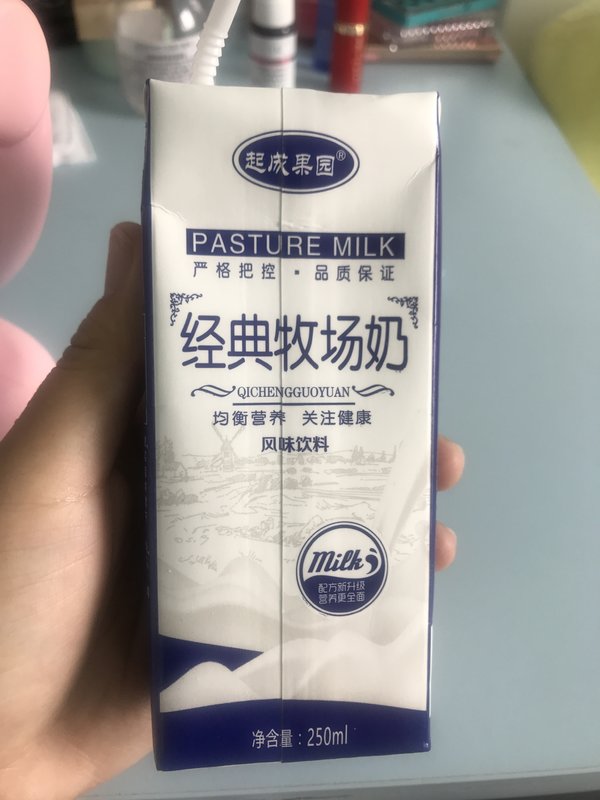 起成果园®
PASTURE MILK
严格把控·品质保证
经典牧场奶
QICHENGGUOYUAN
均衡营养 关注健康
风味饮料
Milk
配方新升级
营养更全面
净含量：250ml